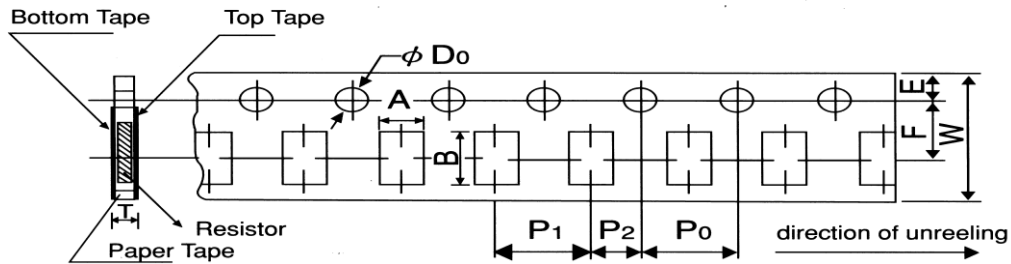 Bottom Tape
Top Tape
ϕ D0
A
B
E
F
W
T
Resistor
Paper Tape
P1
P2
P0
direction of unreeling